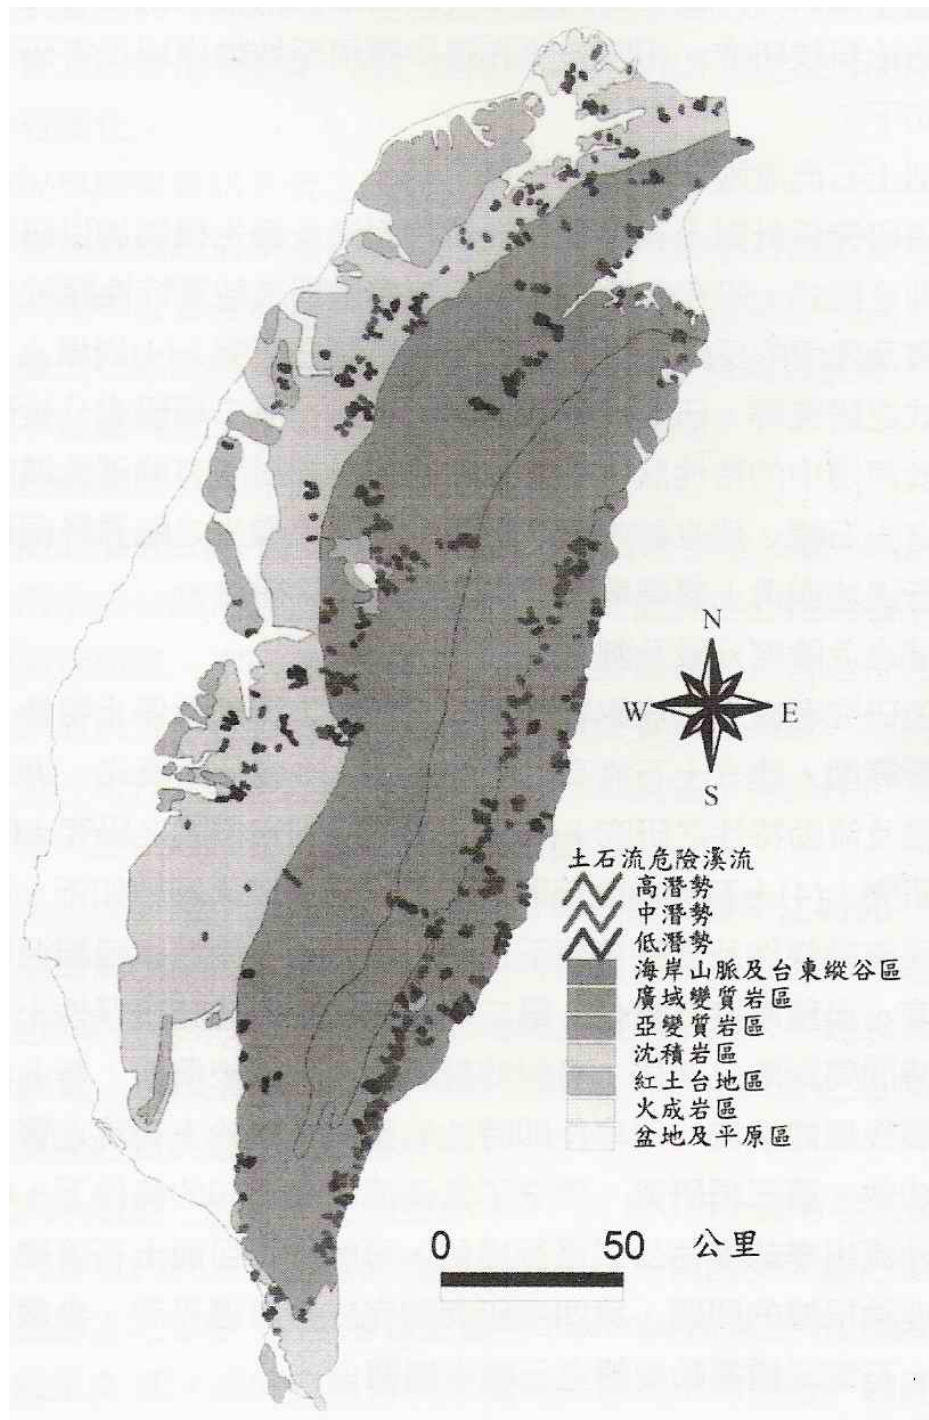 N
W E
S
土石流危險溪流
高潛勢
中潛勢
低潛勢
海岸山脈及台東縱谷區
廣域變質岩區
亞變質岩區
沈積岩區
紅土台地區
火成岩區
盆地及平原區
0 50 公里